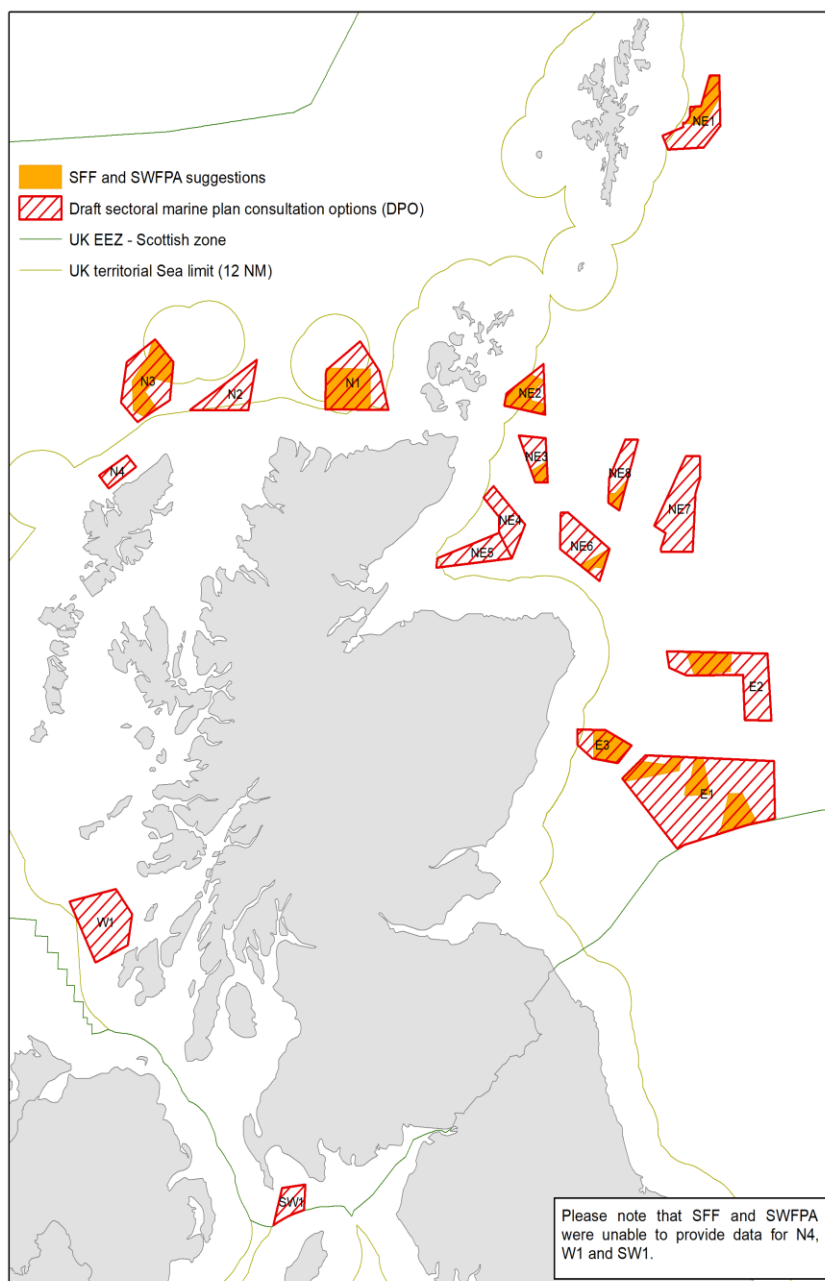 NE1
SFF and SWFPA suggestions
Draft sectoral marine plan consultation options (DPO)
UK EEZ - Scottish zone
UK territorial Sea limit (12 NM)
N3
N2
N1
NE2
NE3
N4
NE8
NE7
NE4
NE6
NE5
E2
E3
E1
W1
SW1
Please note that SFF and SWFPA
were unable to provide data for N4,
W1 and SW1.